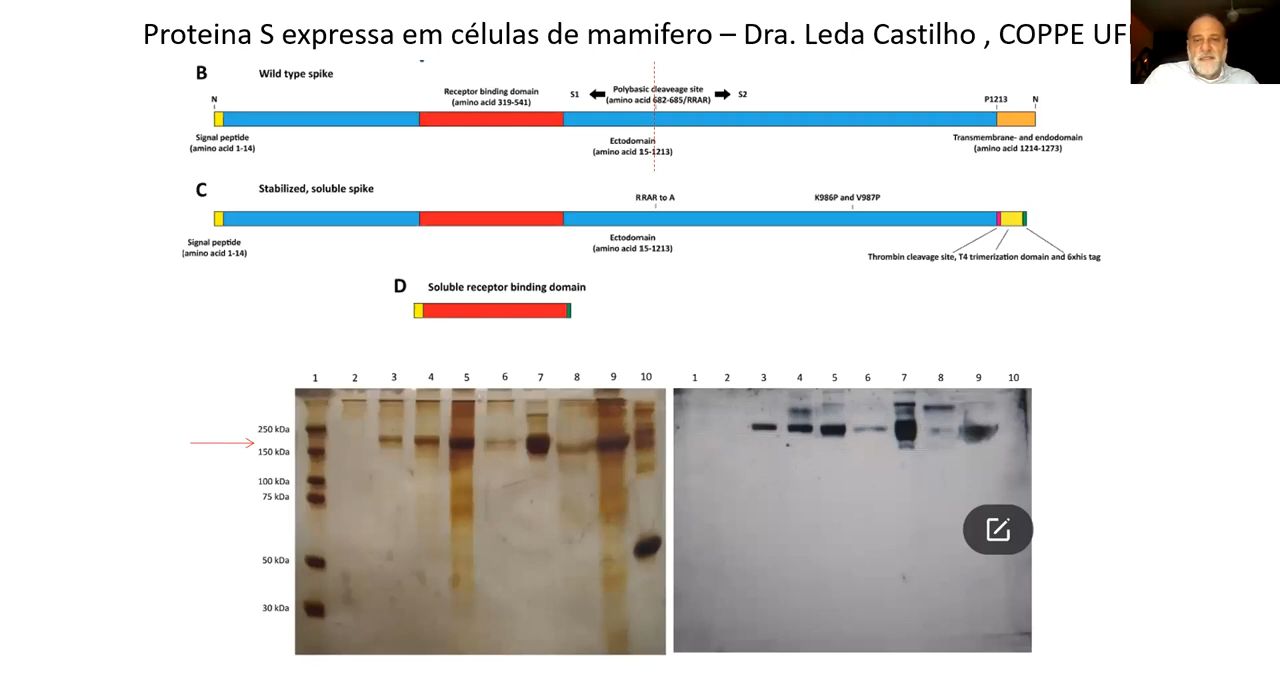 Proteina S expressa em células de mamifero – Dra. Leda Castilho , COPPE UF
B Wild type spike
Receptor binding domain
(amino acid 319-541)
S1
Polybasic cleaveage site
(amino acid 682-685/RRAR)
S2
N
P1213
N
Signal peptide
(amino acid 1-14)
Ectodomain
(amino acid 15-1213)
Transmembrane- and endodomain
(amino acid 1214-1273)
C Stabilized, soluble spike
RRAR to A
K986P and V987P
Signal peptide
(amino acid 1-14)
Ectodomain
(amino acid 15-1213)
Thrombin cleavage site, T4 trimerization domain and 6xhis tag
D Soluble receptor binding domain
1 2 3 4 5 6 7 8 9 10
1 2 3 4 5 6 7 8 9 10
250 kDa
150 kDa
100 kDa
75 kDa
50 kDa
30 kDa